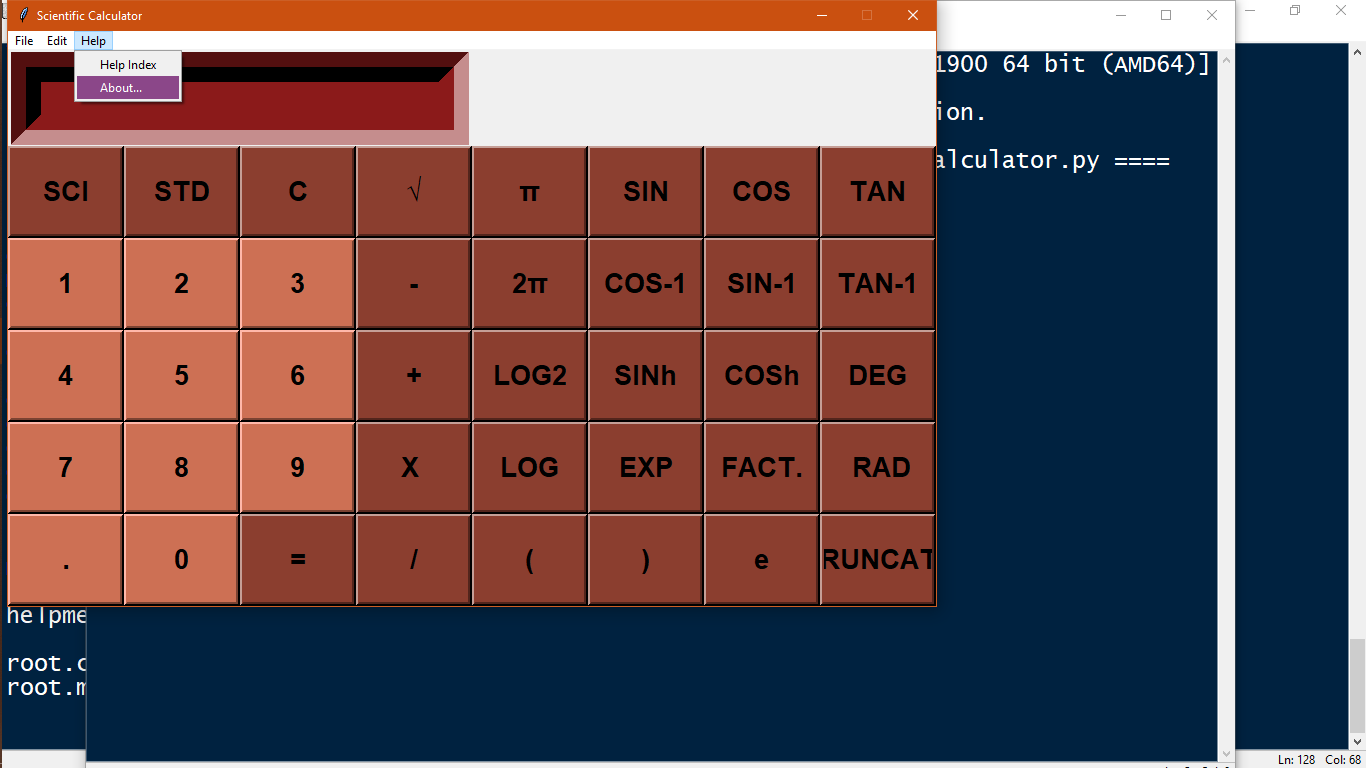 Scientific Calculator
File Edit Help
Help Index
About...
1900 64 bit (AMD64)]
ion.
alculator.py ====
SCI STD C √ π SIN COS TAN
1 2 3 - 2π COS-1 SIN-1 TAN-1
4 5 6 + LOG2 SINh COSh DEG
7 8 9 X LOG EXP FACT. RAD
. 0 = / ( ) e RUNCAT
helpme
root.c
root.m
Ln: 128 Col: 68